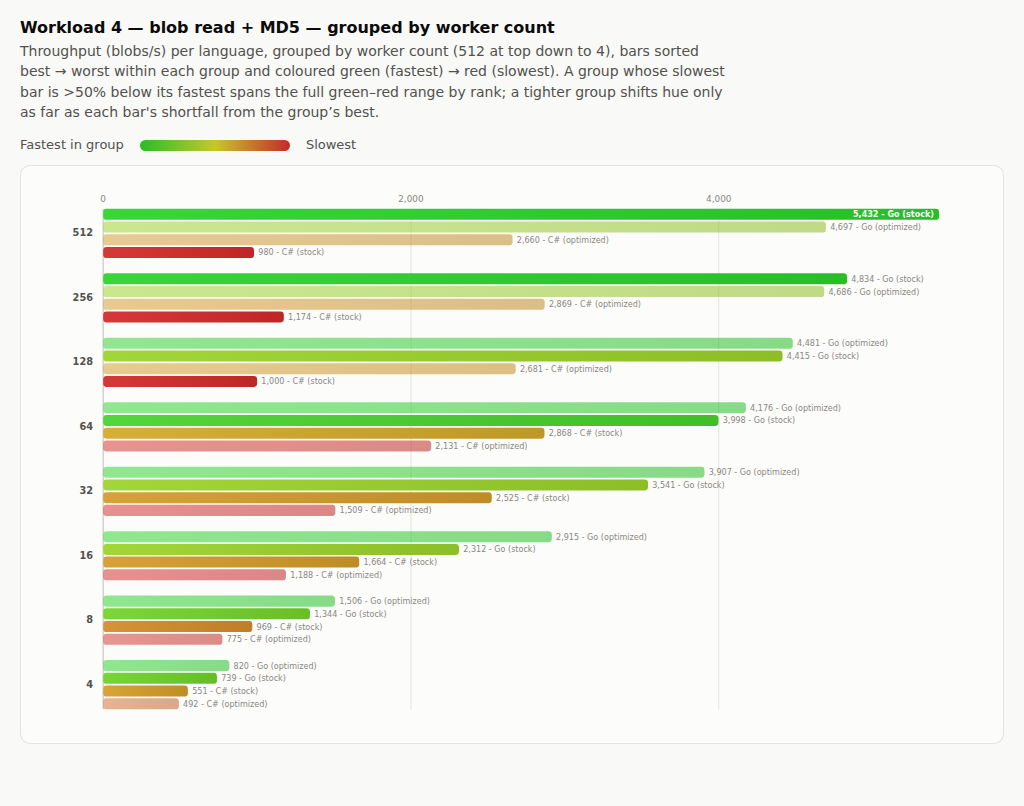 Workload 4 — blob read + MD5 — grouped by worker count
Throughput (blobs/s) per language, grouped by worker count (512 at top down to 4), bars sorted
best → worst within each group and coloured green (fastest) → red (slowest). A group whose slowest
bar is >50% below its fastest spans the full green–red range by rank; a tighter group shifts hue only
as far as each bar's shortfall from the group’s best.
Fastest in group
Slowest
0
2,000
4,000
512
5,432 - Go (stock)
4,697 - Go (optimized)
2,660 - C# (optimized)
980 - C# (stock)
256
4,834 - Go (stock)
4,686 - Go (optimized)
2,869 - C# (optimized)
1,174 - C# (stock)
128
4,481 - Go (optimized)
4,415 - Go (stock)
2,681 - C# (optimized)
1,000 - C# (stock)
64
4,176 - Go (optimized)
3,998 - Go (stock)
2,868 - C# (stock)
2,131 - C# (optimized)
32
3,907 - Go (optimized)
3,541 - Go (stock)
2,525 - C# (stock)
1,509 - C# (optimized)
16
2,915 - Go (optimized)
2,312 - Go (stock)
1,664 - C# (stock)
1,188 - C# (optimized)
8
1,506 - Go (optimized)
1,344 - Go (stock)
969 - C# (stock)
775 - C# (optimized)
4
820 - Go (optimized)
739 - Go (stock)
551 - C# (stock)
492 - C# (optimized)